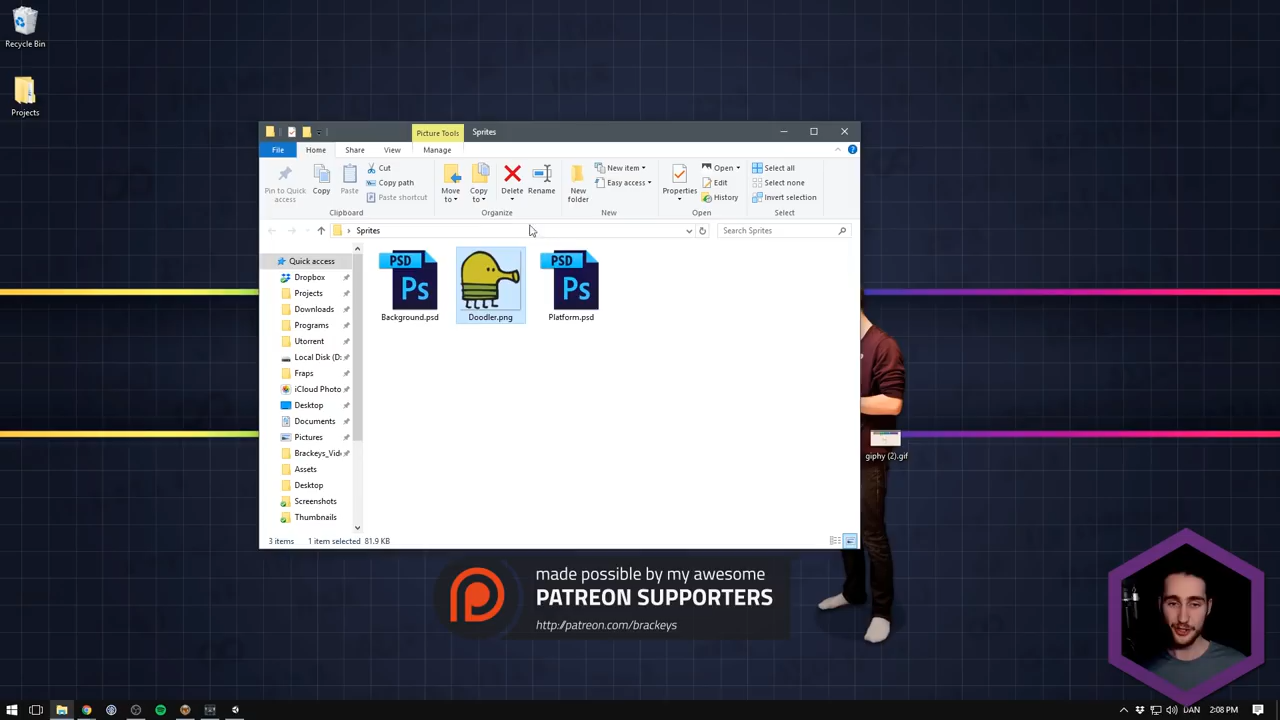 Recycle Bin
Projects
Picture Tools
Sprites
File
Home
Share
View
Manage
Pin to Quick access
Copy
Paste
Cut
Copy path
Paste shortcut
Move to
Copy to
Delete
Rename
New folder
New item
Easy access
Properties
Open
Edit
History
Select all
Select none
Invert selection
Clipboard
Organize
New
Open
Select
Sprites
Search Sprites
Quick access
Dropbox
Projects
Downloads
Programs
Utorrent
Local Disk (D:
Fraps
iCloud Photo
Desktop
Documents
Pictures
Brackeys_Vide
Assets
Desktop
Screenshots
Thumbnails
PSD
Ps
Background.psd
Doodler.png
PSD
Ps
Platform.psd
giphy (2).gif
3 items
1 item selected 81.9 KB
made possible by my awesome
PATREON SUPPORTERS
http://patreon.com/brackeys
DAN
2:08 PM